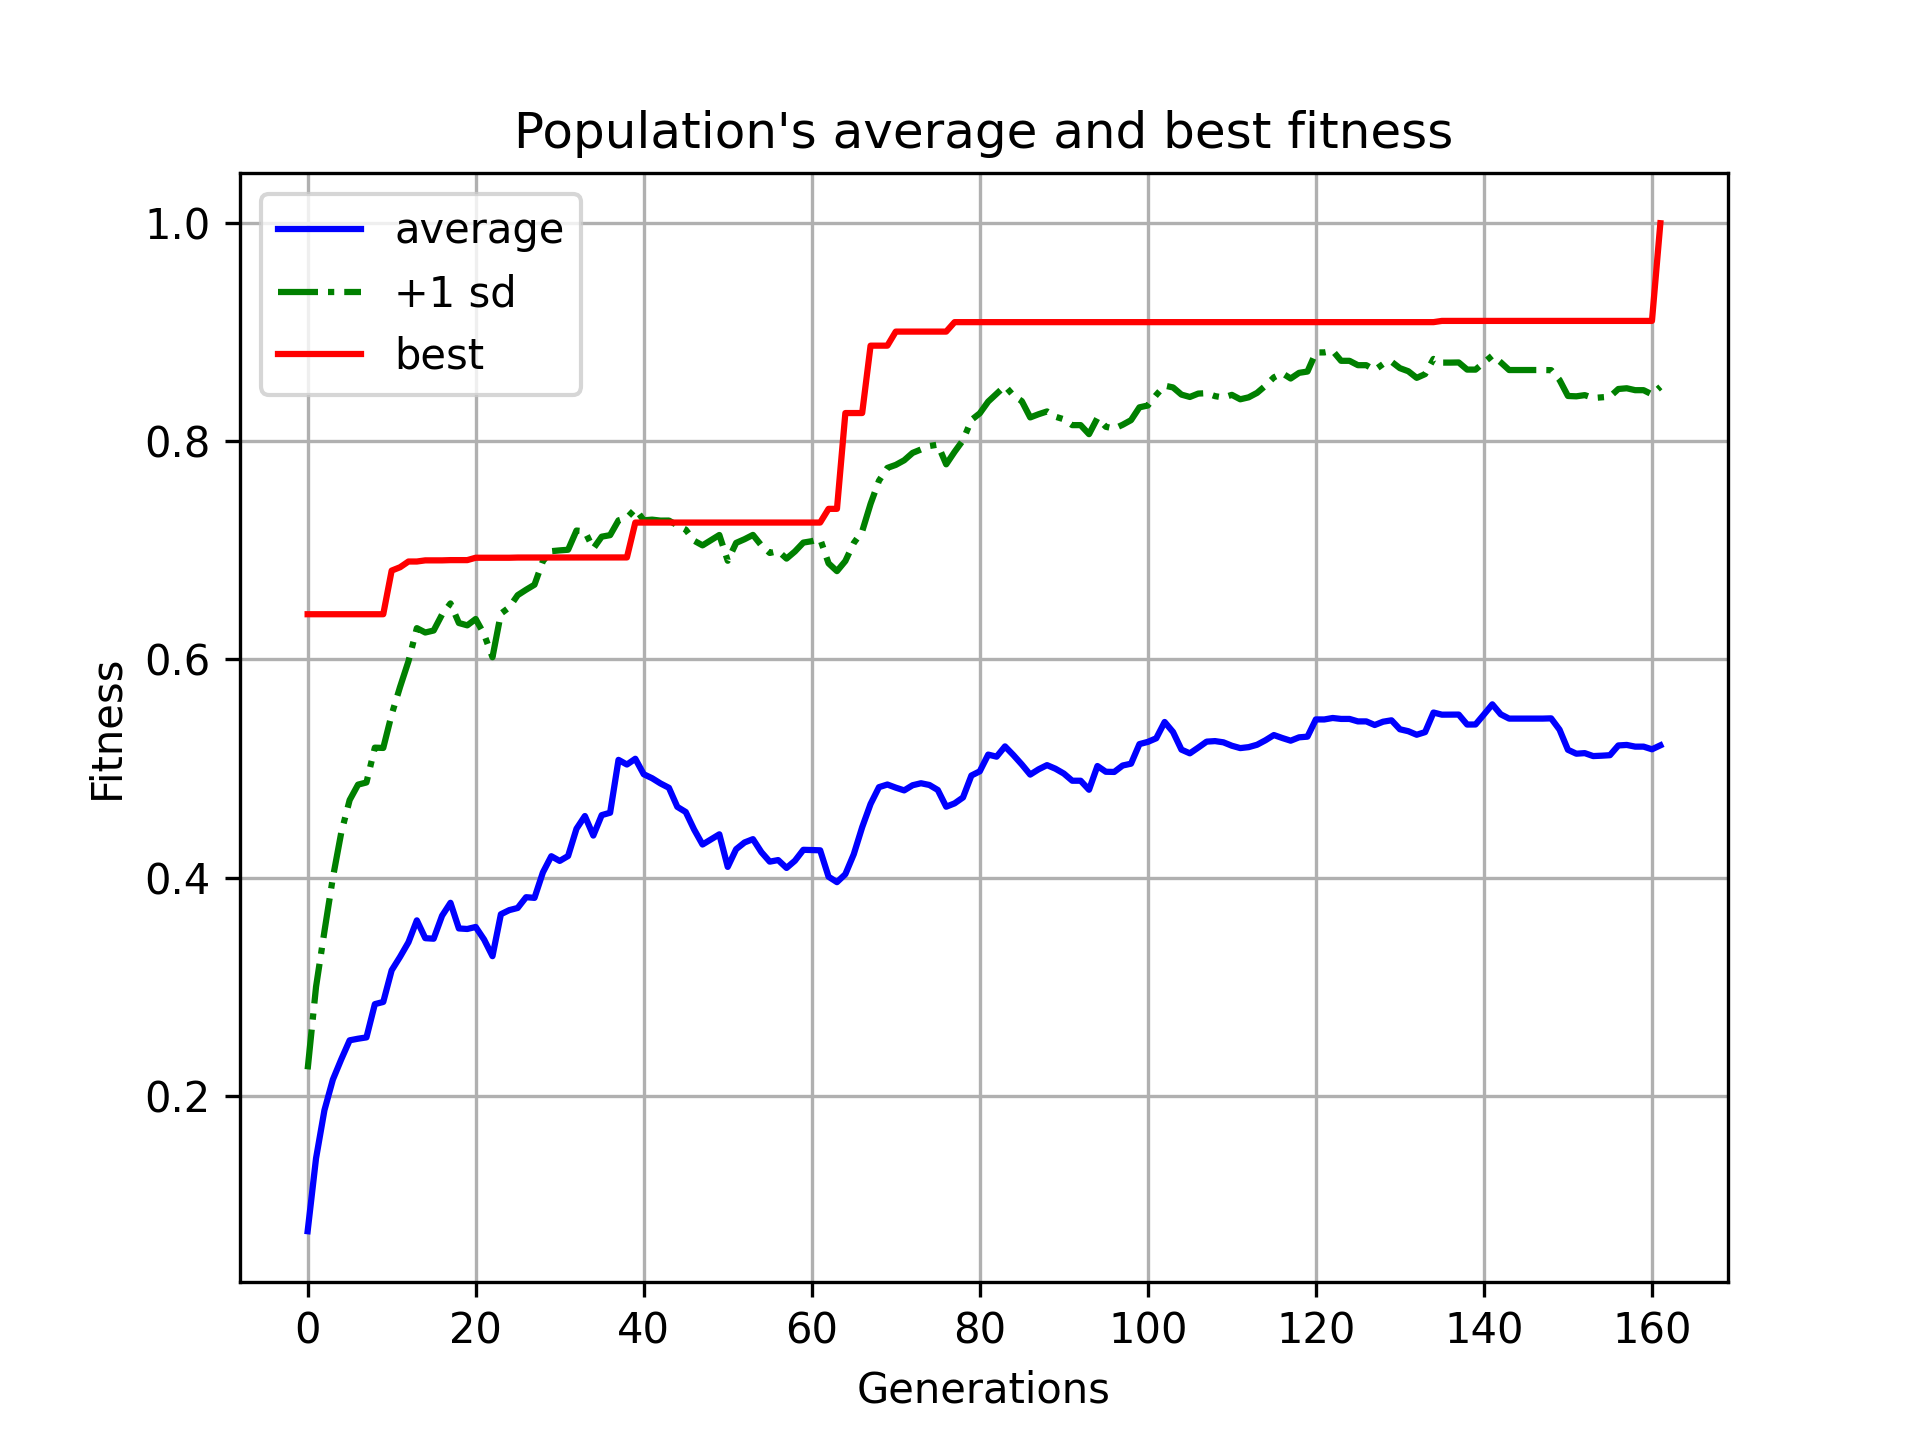 Population's average and best fitness
average
+1 sd
best
1.0
0.8
0.6
0.4
0.2
Fitness
0 20 40 60 80 100 120 140 160
Generations